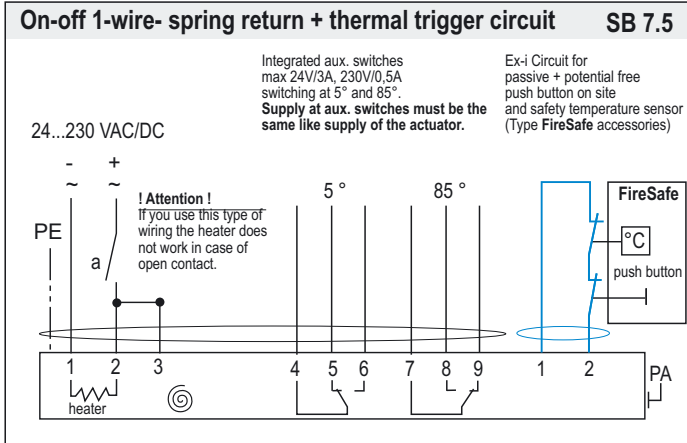 On-off 1-wire- spring return + thermal trigger circuit SB 7.5
Integrated aux. switches
max 24V/3A, 230V/0,5A
switching at 5° and 85°.
Supply at aux. switches must be the
same like supply of the actuator.
Ex-i Circuit for
passive + potential free
push button on site
and safety temperature sensor
(Type FireSafe accessories)
24...230 VAC/DC
- +
~ ~
! Attention !
If you use this type of
wiring the heater does
not work in case of
open contact.
5 ° 85 °
FireSafe
PE
°C
a
push button
1 2 3 4 5 6 7 8 9 1 2
PA
heater